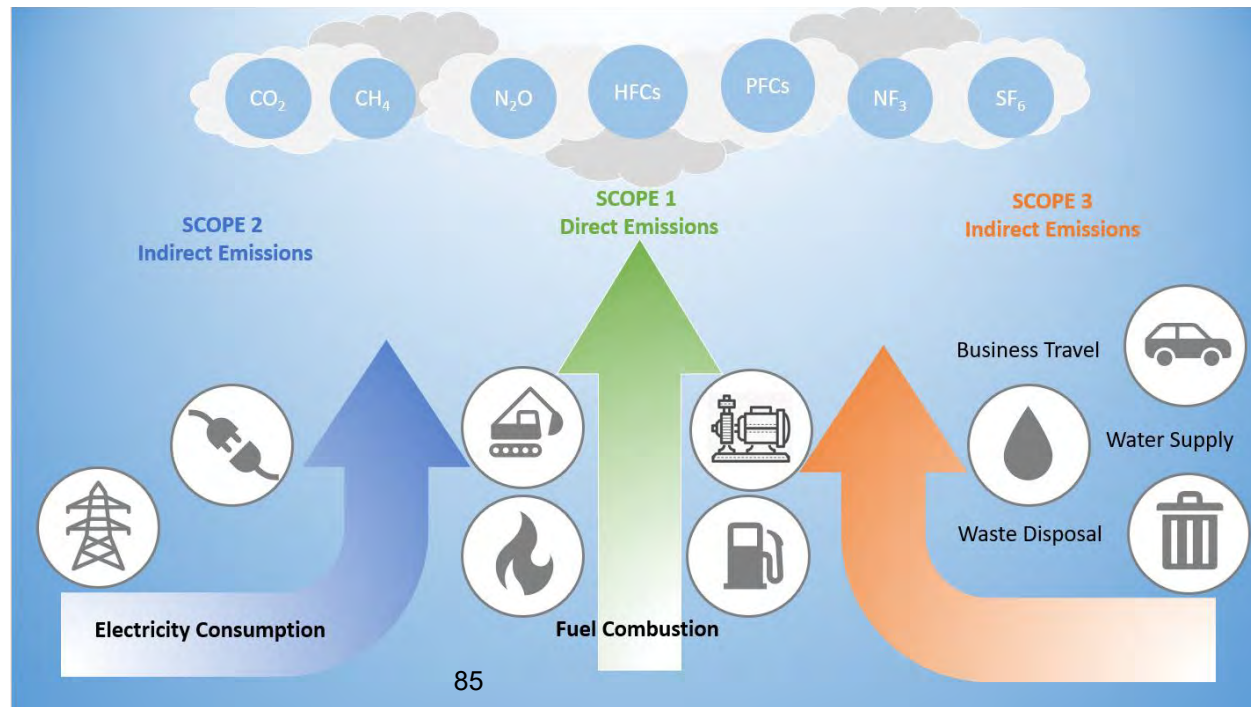 CO₂
CH₄
N₂O
HFCs
PFCs
NF₃
SF₆
SCOPE 2
Indirect Emissions
SCOPE 1
Direct Emissions
SCOPE 3
Indirect Emissions
Business Travel
Water Supply
Waste Disposal
Electricity Consumption
Fuel Combustion
85